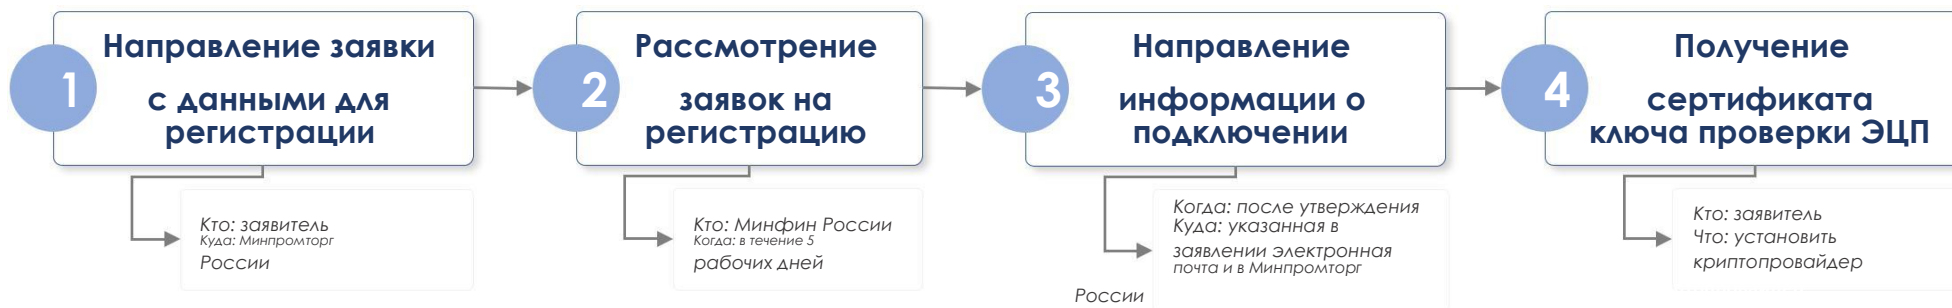 1
Направление заявки
с данными для
регистрации
Кто: заявитель
Куда: Минпромторг
России
2
Рассмотрение
заявок на
регистрацию
Кто: Минфин России
Когда: в течение 5
рабочих дней
3
Направление
информации о
подключении
Когда: после утверждения
Куда: указанная в
заявлении электронная
почта и в Минпромторг
России
4
Получение
сертификата
ключа проверки ЭЦП
Кто: заявитель
Что: установить
криптопровайдер